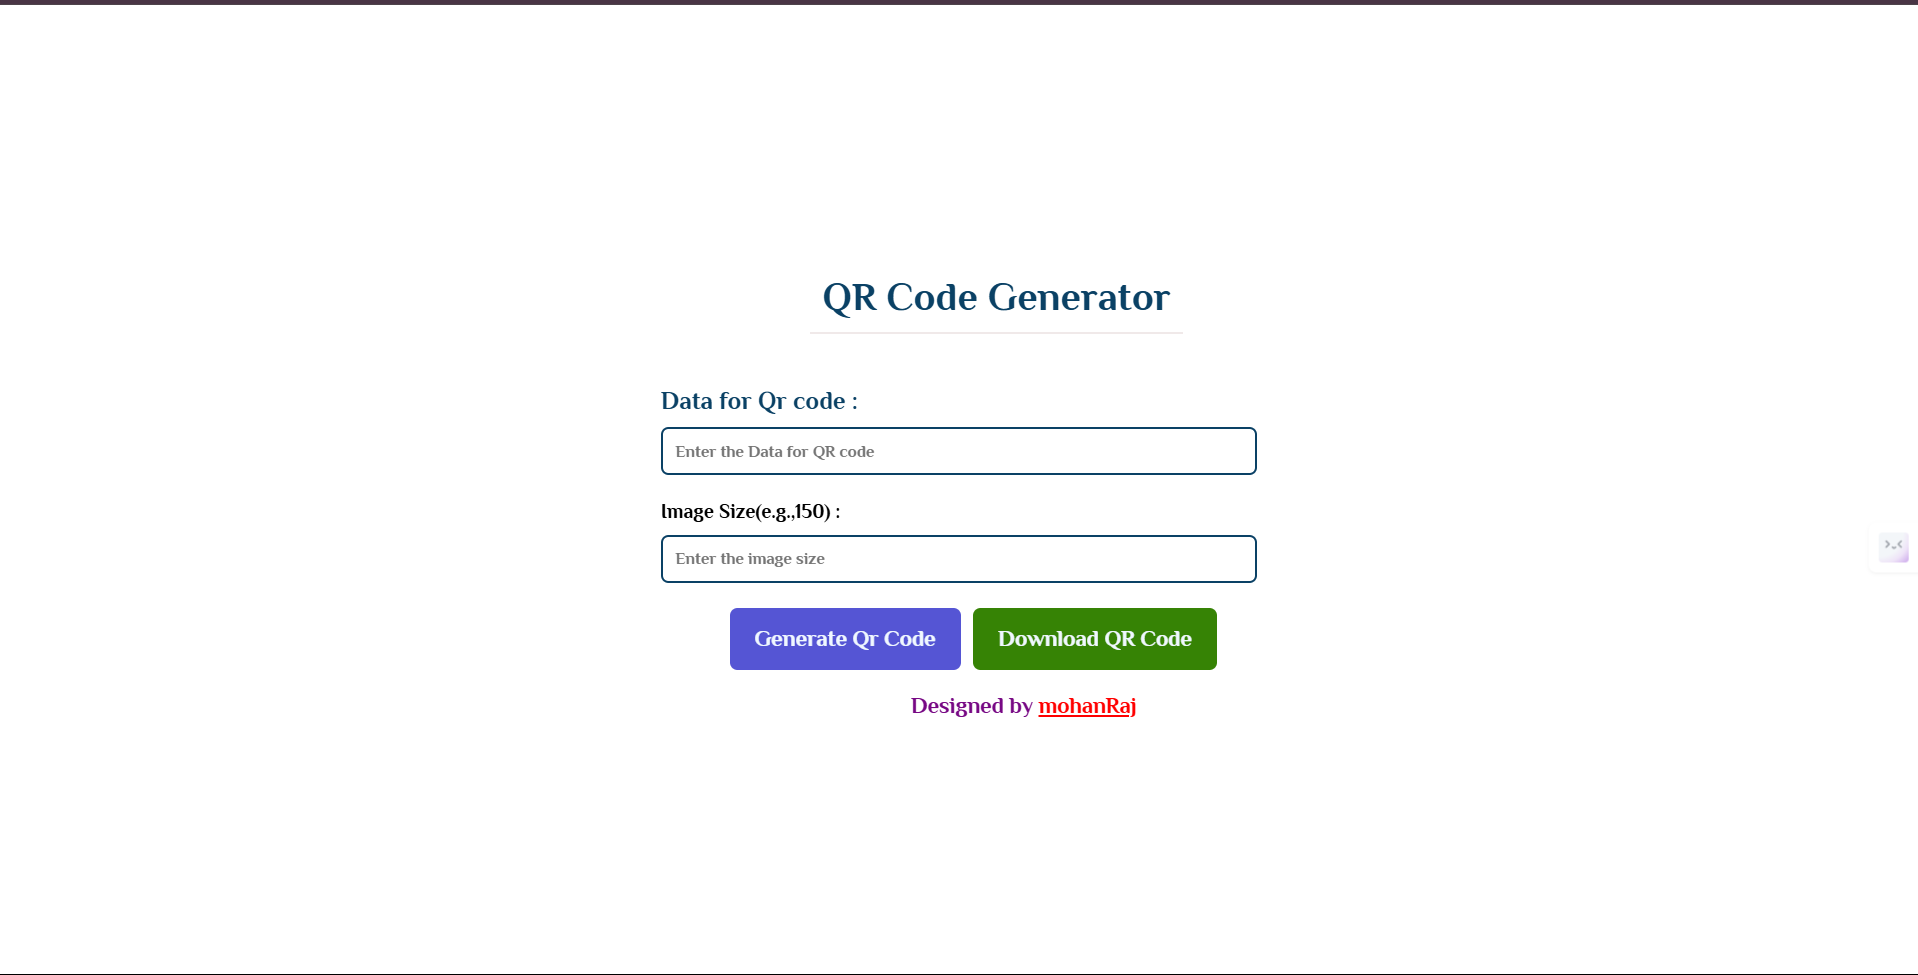 QR Code Generator
Data for Qr code :
Enter the Data for QR code
Image Size(e.g.,150) :
Enter the image size
Generate Qr Code Download QR Code
Designed by mohanRaj